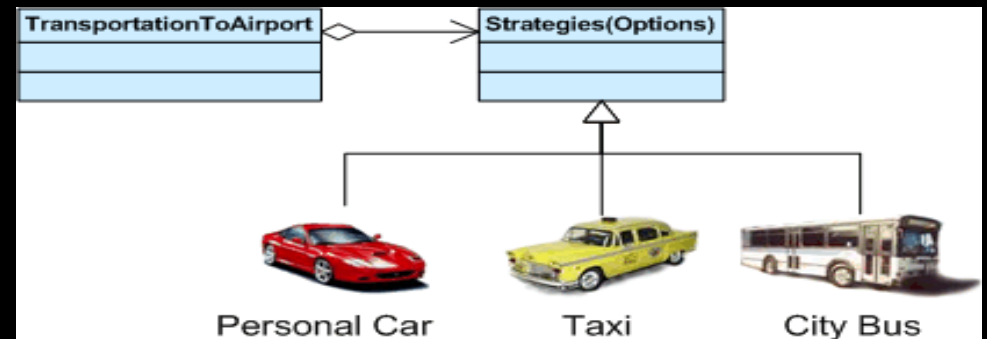 TransportationToAirport
Strategies(Options)
Personal Car
Taxi
City Bus